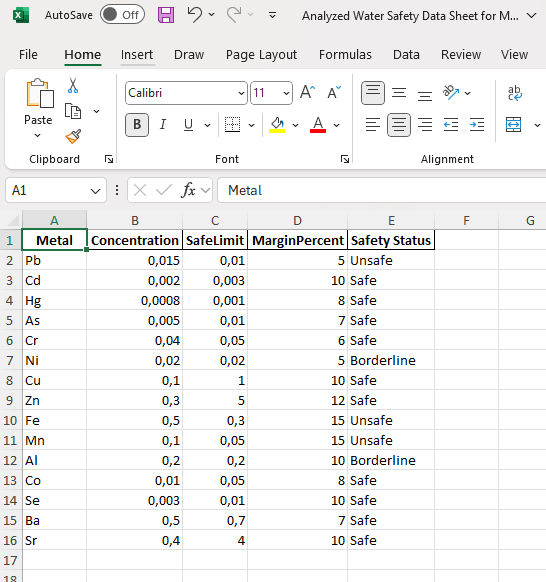 AutoSave Off Analyzed Water Safety Data Sheet for M...
File Home Insert Draw Page Layout Formulas Data Review View
Paste
Calibri 11 A A ab
B I U A
Clipboard Font Alignment
A1 fx Metal
A B C D E F G
1 Metal Concentration SafeLimit MarginPercent Safety Status
2 Pb 0,015 0,01 5 Unsafe
3 Cd 0,002 0,003 10 Safe
4 Hg 0,0008 0,001 8 Safe
5 As 0,005 0,01 7 Safe
6 Cr 0,04 0,05 6 Safe
7 Ni 0,02 0,02 5 Borderline
8 Cu 0,1 1 10 Safe
9 Zn 0,3 5 12 Safe
10 Fe 0,5 0,3 15 Unsafe
11 Mn 0,1 0,05 15 Unsafe
12 Al 0,2 0,2 10 Borderline
13 Co 0,01 0,05 8 Safe
14 Se 0,003 0,01 10 Safe
15 Ba 0,5 0,7 7 Safe
16 Sr 0,4 4 10 Safe
17
18